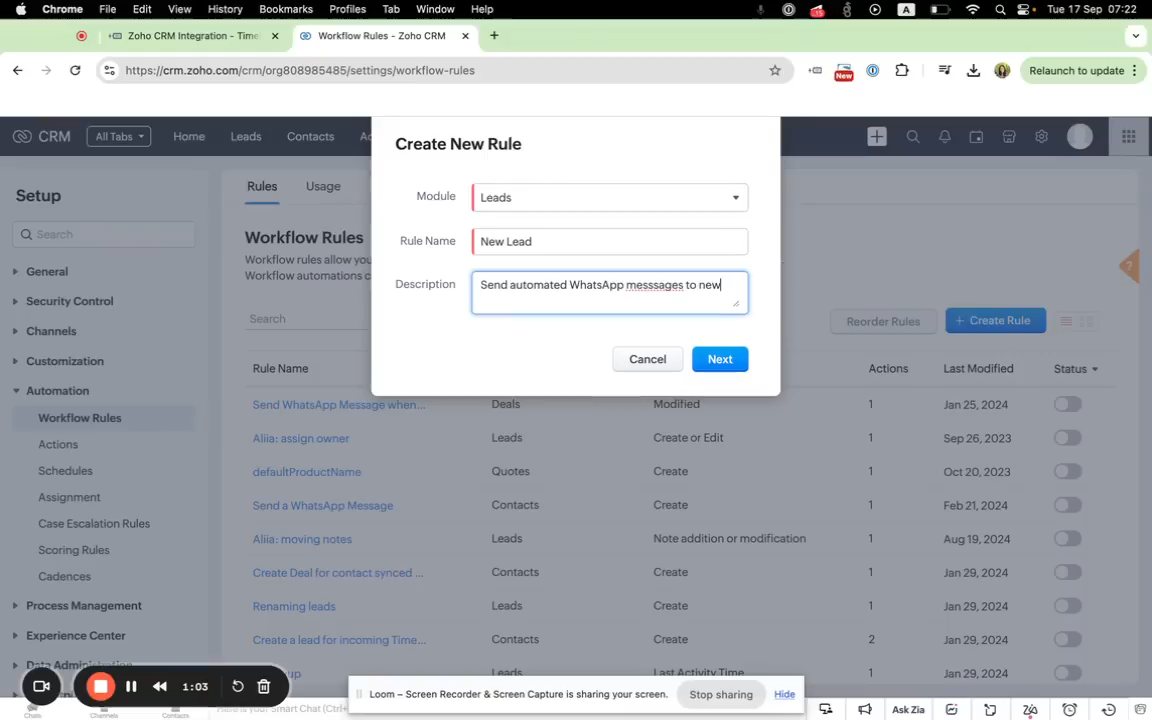 Chrome File Edit View History Bookmarks Profiles Tab Window Help
15
A
Tue 17 Sep 07:22
Workflow Rules - Zoho CRM
https://crm.zoho.com/crm/org808985485/settings/workflow-rules
New
Relaunch to update
CRM
All Tabs
Home
Leads
Contacts
Create New Rule
Module
Leads
Rule Name
New Lead
Description
Send automated WhatsApp messsages to new
Cancel
Next
Setup
Search
General
Security Control
Channels
Customization
Automation
Workflow Rules
Actions
Schedules
Assignment
Case Escalation Rules
Scoring Rules
Cadences
Process Management
Experience Center
Rules
Usage
Workflow Rules
Workflow rules allow you
Search
Reorder Rules
+ Create Rule
Rule Name
Actions
Last Modified
Status
Send WhatsApp Message when... Deals Modified 1 Jan 25, 2024
Aliia: assign owner Leads Create or Edit 1 Sep 26, 2023
defaultProductName Quotes Create 1 Oct 20, 2023
Send a WhatsApp Message Contacts Create 1 Feb 21, 2024
Aliia: moving notes Leads Note addition or modification 1 Aug 19, 2024
Create Deal for contact synced ... Contacts Create 1 Jan 29, 2024
Renaming leads Leads Create 1 Jan 29, 2024
Create a lead for incoming Time... Contacts Create 2 Jan 29, 2024
Leads Last Activity Time 1 Jan 29, 2024
?
1:03
Loom – Screen Recorder & Screen Capture is sharing your screen.
Stop sharing
Hide
Chats
Channels
Contacts
Ask Zia